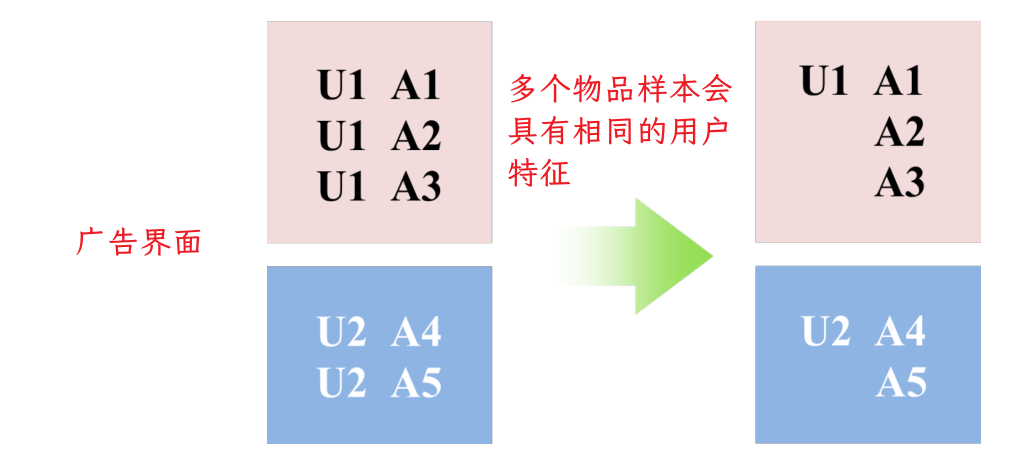 广告界面
U1 A1
U1 A2
U1 A3
U2 A4
U2 A5
多个物品样本会
具有相同的用户
特征
U1 A1
A2
A3
U2 A4
A5